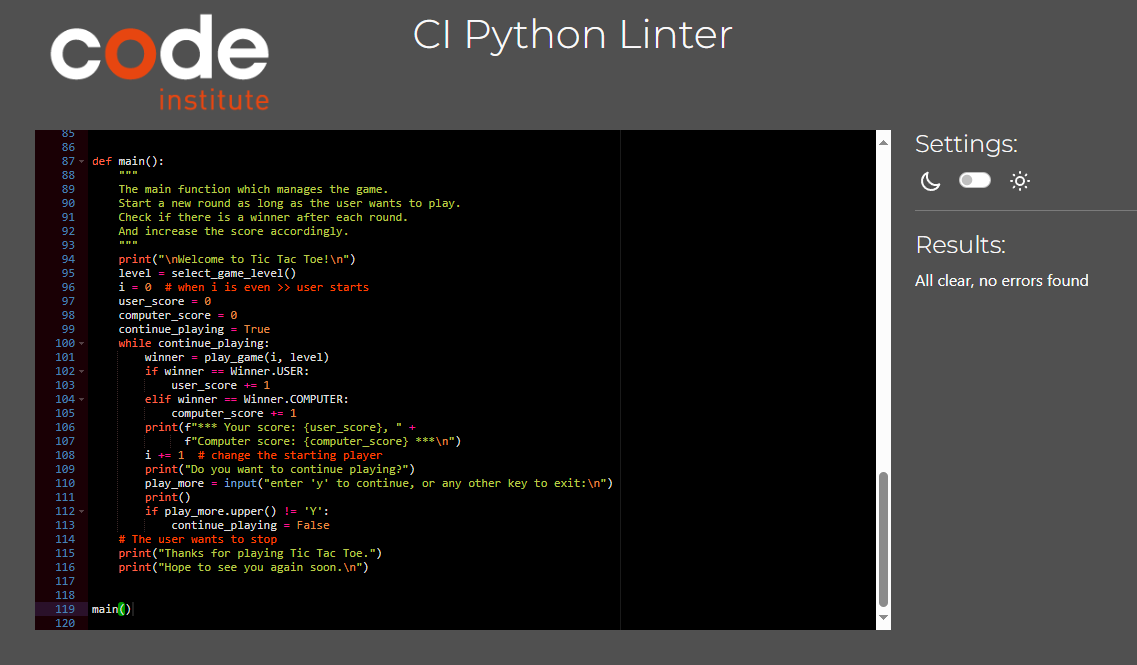 code
institute
CI Python Linter
85
86
87 def main():
88     """
89     The main function which manages the game.
90     Start a new round as long as the user wants to play.
91     Check if there is a winner after each round.
92     And increase the score accordingly.
93     """
94     print("\nWelcome to Tic Tac Toe!\n")
95     level = select_game_level()
96     i = 0  # when i is even >> user starts
97     user_score = 0
98     computer_score = 0
99     continue_playing = True
100     while continue_playing:
101         winner = play_game(i, level)
102         if winner == Winner.USER:
103             user_score += 1
104         elif winner == Winner.COMPUTER:
105             computer_score += 1
106         print(f"*** Your score: {user_score}, " +
107               f"Computer score: {computer_score} ***\n")
108         i += 1  # change the starting player
109         print("Do you want to continue playing?")
110         play_more = input("enter 'y' to continue, or any other key to exit:\n")
111         print()
112         if play_more.upper() != 'Y':
113             continue_playing = False
114     # The user wants to stop
115     print("Thanks for playing Tic Tac Toe.")
116     print("Hope to see you again soon.\n")
117
118
119 main()
120
Settings:
Results:
All clear, no errors found